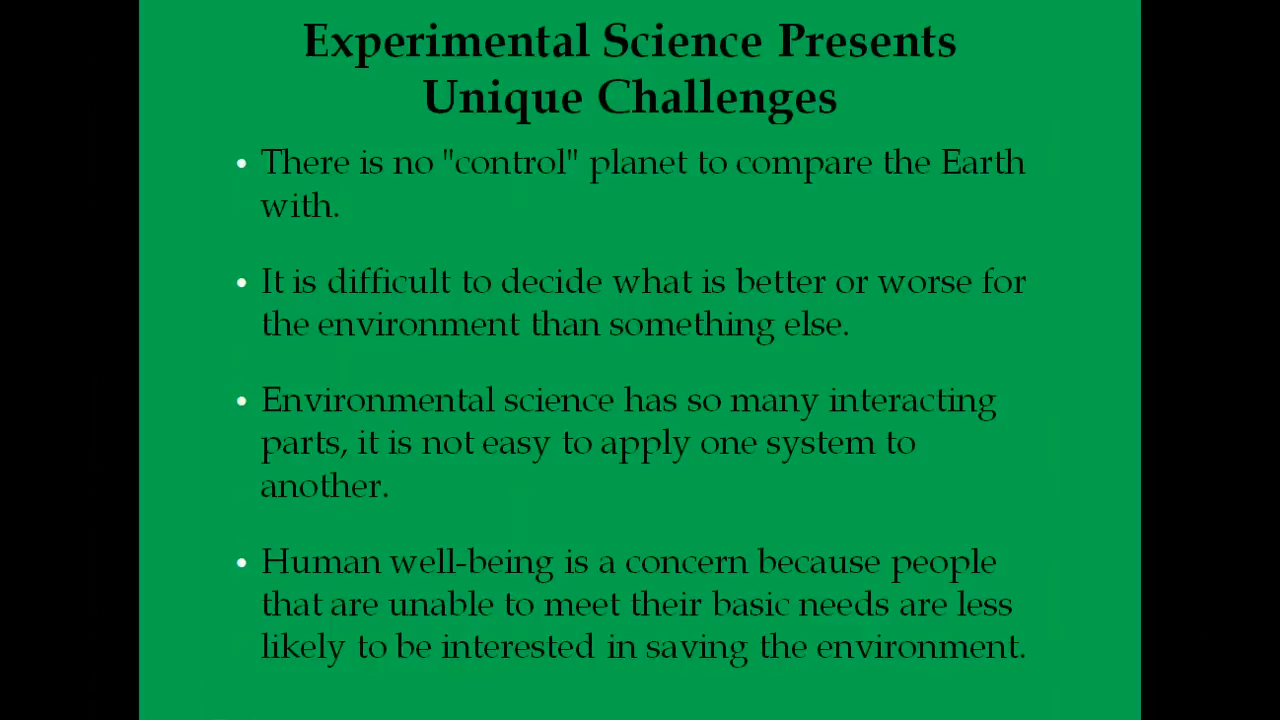 Experimental Science Presents
Unique Challenges
• There is no "control" planet to compare the Earth
with.
• It is difficult to decide what is better or worse for
the environment than something else.
• Environmental science has so many interacting
parts, it is not easy to apply one system to
another.
• Human well-being is a concern because people
that are unable to meet their basic needs are less
likely to be interested in saving the environment.